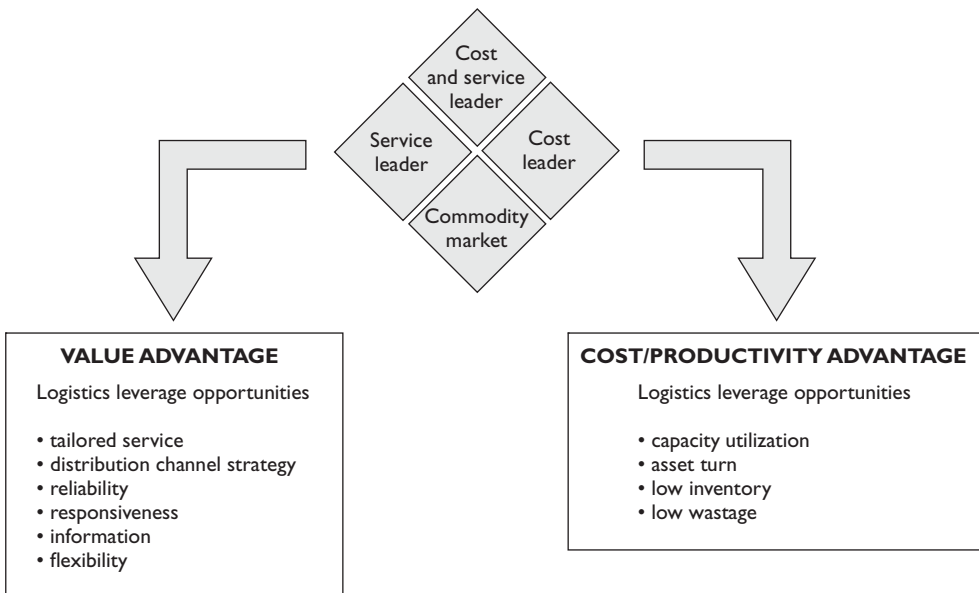 Cost
and service
leader
Service
leader
Cost
leader
Commodity
market
VALUE ADVANTAGE
Logistics leverage opportunities
• tailored service
• distribution channel strategy
• reliability
• responsiveness
• information
• flexibility
COST/PRODUCTIVITY ADVANTAGE
Logistics leverage opportunities
• capacity utilization
• asset turn
• low inventory
• low wastage